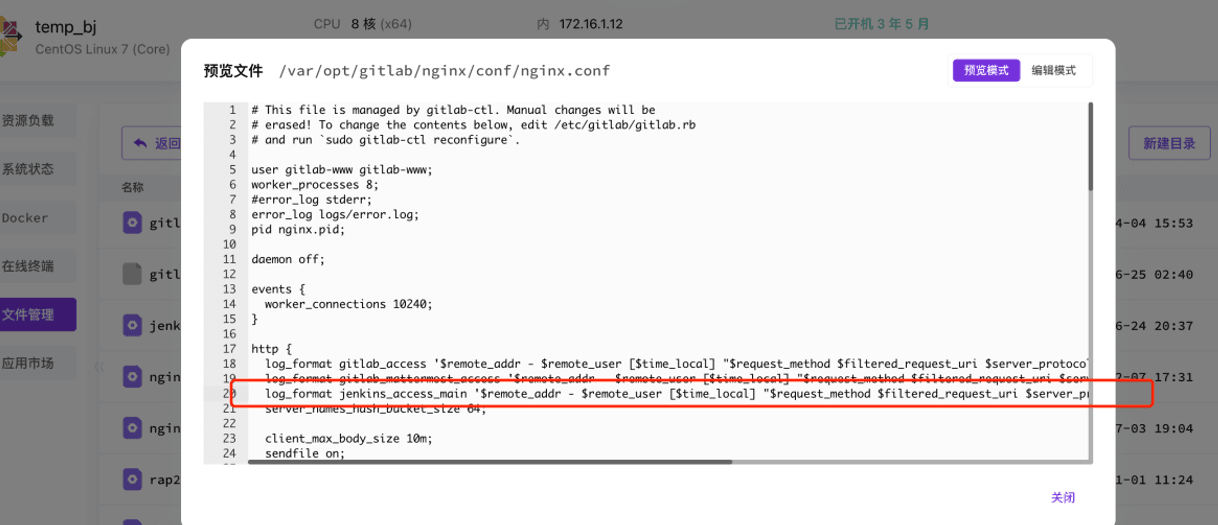 temp_bj
CPU 8 核 (x64)
内 172.16.1.12
已开机 3 年 5 月
CentOS Linux 7 (Core)
预览文件 /var/opt/gitlab/nginx/conf/nginx.conf
预览模式 编辑模式
资源负载
系统状态
Docker
在线终端
文件管理
应用市场
返回
新建目录
名称
gitl
4-04 15:53
gitl
6-25 02:40
jenk
6-24 20:37
ngin
2-07 17:31
ngin
7-03 19:04
rap2
1-01 11:24
1 # This file is managed by gitlab-ctl. Manual changes will be
2 # erased! To change the contents below, edit /etc/gitlab/gitlab.rb
3 # and run `sudo gitlab-ctl reconfigure`.
4
5 user gitlab-www gitlab-www;
6 worker_processes 8;
7 #error_log stderr;
8 error_log logs/error.log;
9 pid nginx.pid;
10
11 daemon off;
12
13 events {
14 worker_connections 10240;
15 }
16
17 http {
18 log_format gitlab_access '$remote_addr - $remote_user [$time_local] "$request_method $filtered_request_uri $server_protocol
19 log_format gitlab_mattermost_access '$remote_addr - $remote_user [$time_local] "$request_method $filtered_request_uri $serv
20 log_format jenkins_access_main '$remote_addr - $remote_user [$time_local] "$request_method $filtered_request_uri $server_pr
21 server_names_hash_bucket_size 64;
22
23 client_max_body_size 10m;
24 sendfile on;
关闭